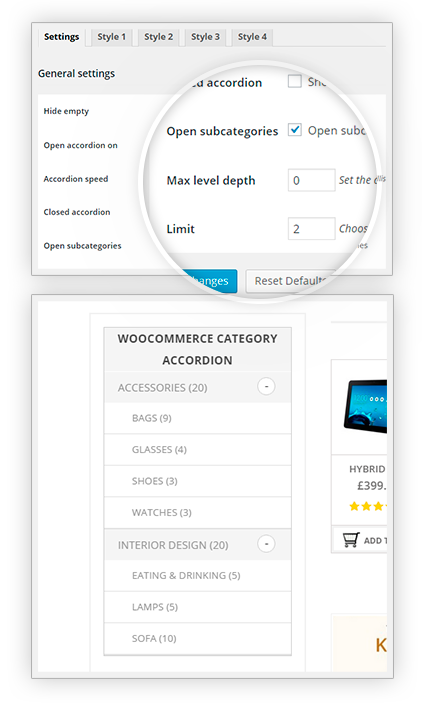 Settings Style 1 Style 2 Style 3 Style 4
General settings
Hide empty
Open accordion on
Accordion speed
Closed accordion
Open subcategories
ed accordion
Open subcategories Open subc
Max level depth 0 Set the
Limit 2 Choos
hanges Reset Defaults
WOOCOMMERCE CATEGORY
ACCORDION
ACCESSORIES (20) -
BAGS (9)
GLASSES (4)
SHOES (3)
WATCHES (3)
INTERIOR DESIGN (20) -
EATING & DRINKING (5)
LAMPS (5)
SOFA (10)
HYBRID
£399.
ADD T
K